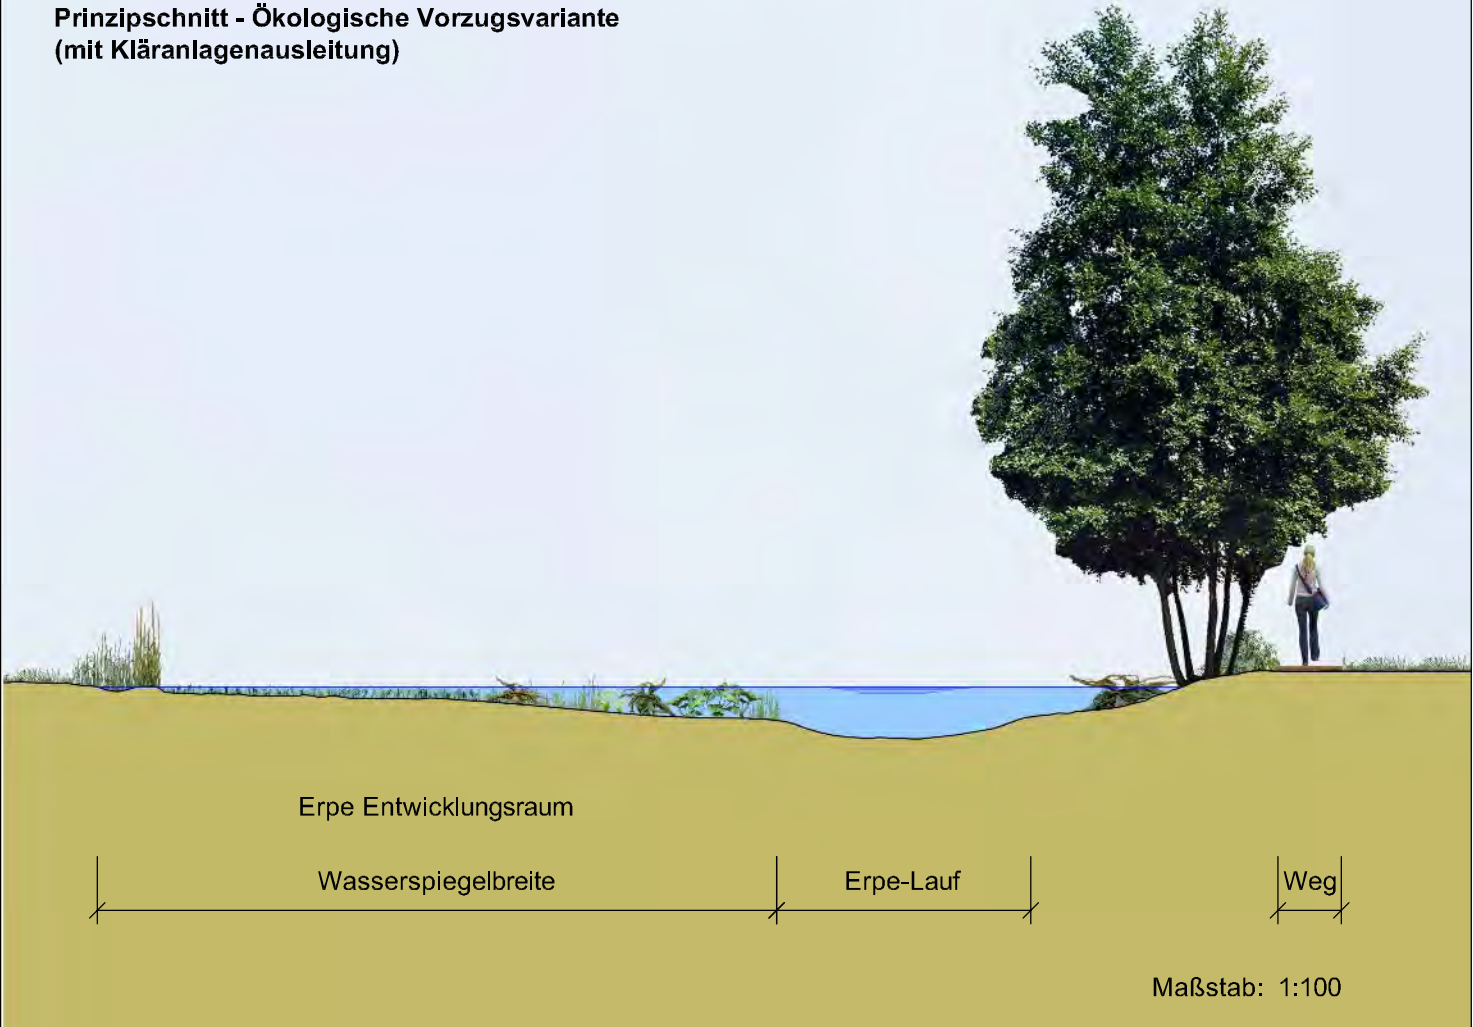 Prinzipschnitt - Ökologische Vorzugsvariante
(mit Kläranlagenausleitung)
Erpe Entwicklungsraum
Wasserspiegelbreite
Erpe-Lauf
Weg
Maßstab: 1:100